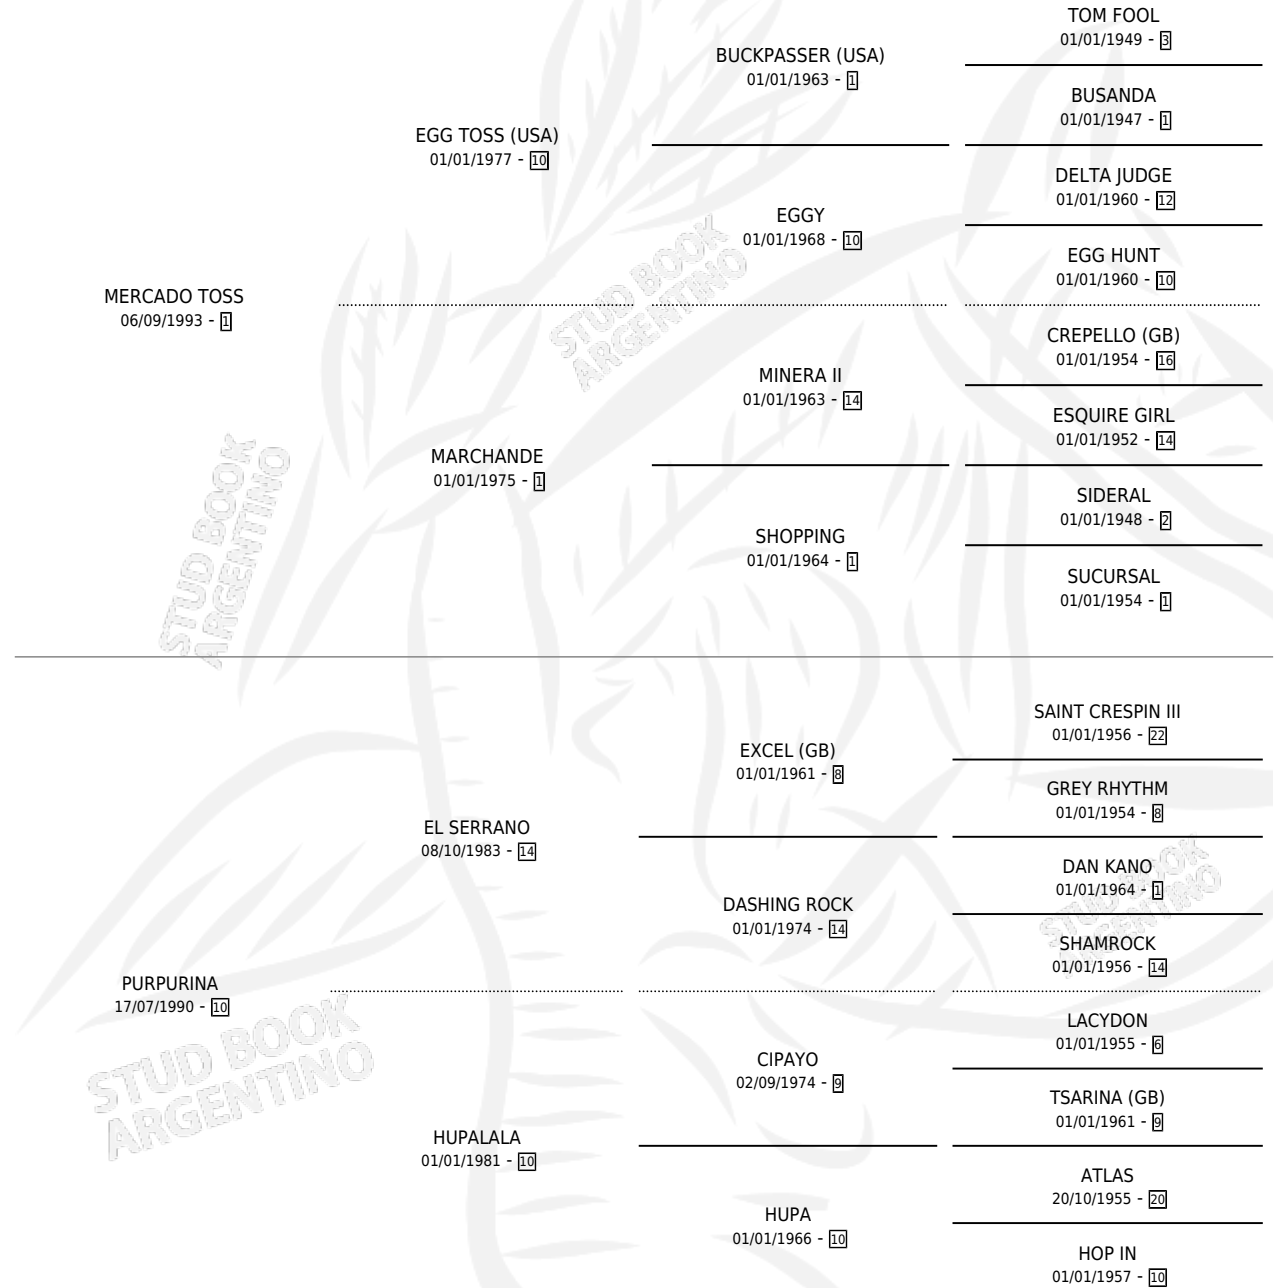 TOM FOOL
01/01/1949 - 3
BUCKPASSER (USA)
01/01/1963 - 1
BUSANDA
01/01/1947 - 1
EGG TOSS (USA)
01/01/1977 - 10
DELTA JUDGE
01/01/1960 - 12
EGGY
01/01/1968 - 10
EGG HUNT
01/01/1960 - 10
MERCADO TOSS
06/09/1993 - 1
CREPELLO (GB)
01/01/1954 - 16
MINERA II
01/01/1963 - 14
ESQUIRE GIRL
01/01/1952 - 14
MARCHANDE
01/01/1975 - 1
SIDERAL
01/01/1948 - 2
SHOPPING
01/01/1964 - 1
SUCURSAL
01/01/1954 - 1
SAINT CRESPIN III
01/01/1956 - 22
EXCEL (GB)
01/01/1961 - 8
GREY RHYTHM
01/01/1954 - 8
EL SERRANO
08/10/1983 - 14
DAN KANO
01/01/1964 - 1
DASHING ROCK
01/01/1974 - 14
SHAMROCK
01/01/1956 - 14
PURPURINA
17/07/1990 - 10
LACYDON
01/01/1955 - 6
CIPAYO
02/09/1974 - 9
TSARINA (GB)
01/01/1961 - 9
HUPALALA
01/01/1981 - 10
ATLAS
20/10/1955 - 20
HUPA
01/01/1966 - 10
HOP IN
01/01/1957 - 10
STUD BOOK
ARGENTINO
STUD BOOK
ARGENTINO
STUD BOOK
ARGENTINO
STUD BOOK
ARGENTINO